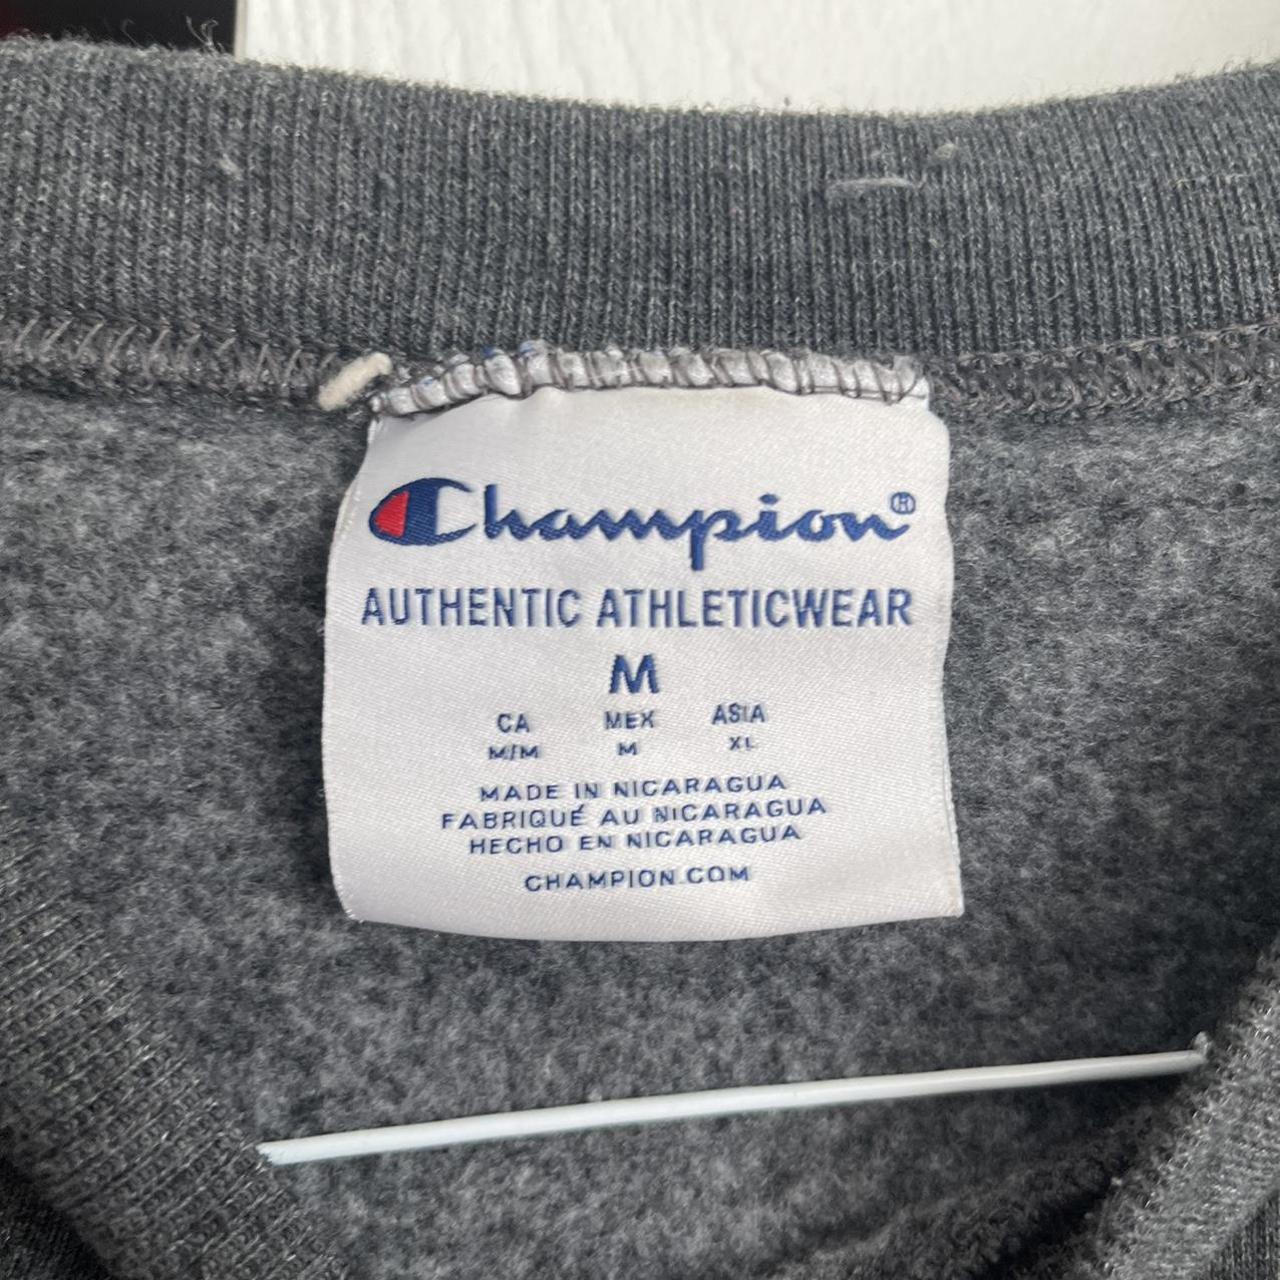 Champion®
AUTHENTIC ATHLETICWEAR
M
CA MEX ASIA
M/M M XL
MADE IN NICARAGUA
FABRIQUÉ AU NICARAGUA
HECHO EN NICARAGUA
CHAMPION.COM